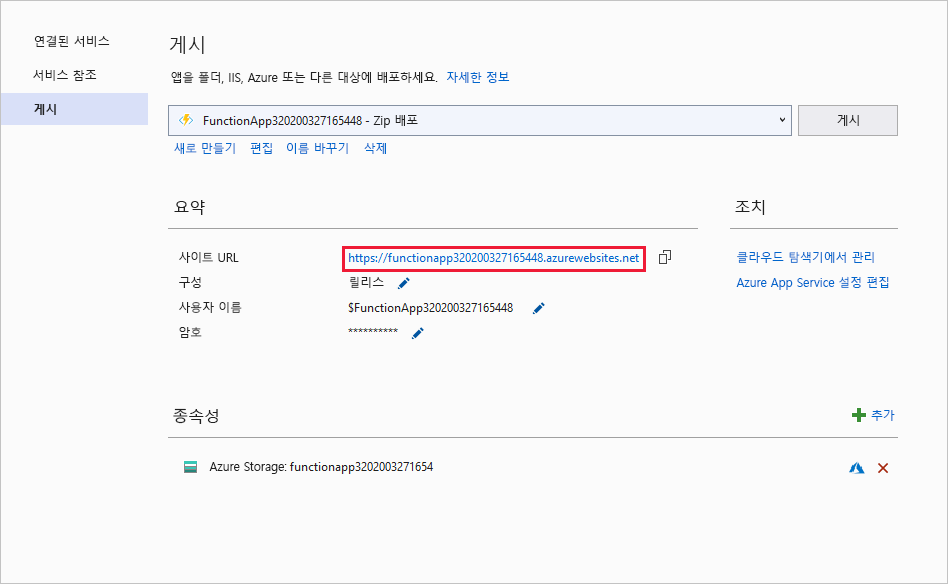 연결된 서비스
서비스 참조
게시
게시
앱을 폴더, IIS, Azure 또는 다른 대상에 배포하세요. 자세한 정보
FunctionApp320200327165448 - Zip 배포
게시
새로 만들기 편집 이름 바꾸기 삭제
요약
사이트 URL https://functionapp320200327165448.azurewebsites.net
구성 릴리스
사용자 이름 $FunctionApp320200327165448
암호 **********
조치
클라우드 탐색기에서 관리
Azure App Service 설정 편집
종속성
추가
Azure Storage: functionapp3202003271654